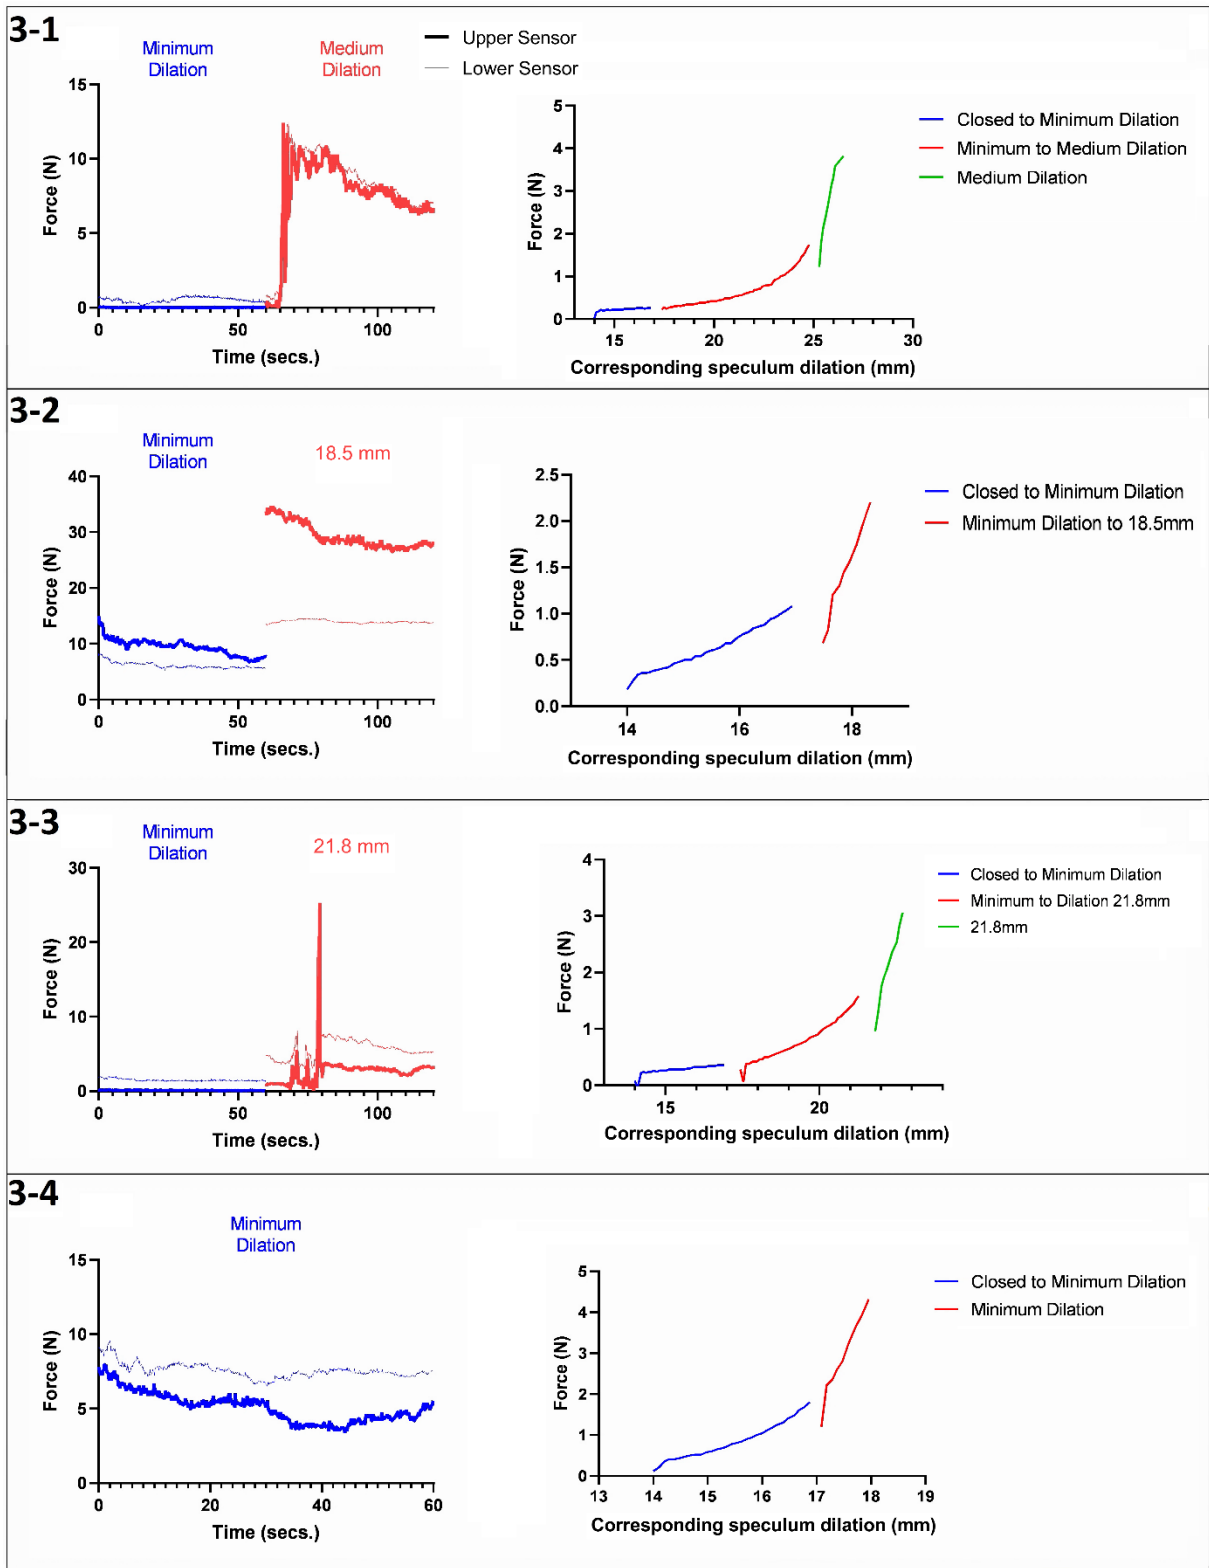 3-1
Minimum
Dilation
Medium
Dilation
Upper Sensor
Lower Sensor
15
10
5
0
Force (N)
0 50 100
Time (secs.)
5
4
3
2
1
0
Force (N)
15 20 25 30
Corresponding speculum dilation (mm)
Closed to Minimum Dilation
Minimum to Medium Dilation
Medium Dilation
3-2
Minimum
Dilation
18.5 mm
40
30
20
10
0
Force (N)
0 50 100
Time (secs.)
2.5
2.0
1.5
1.0
0.5
0.0
Force (N)
14 16 18
Corresponding speculum dilation (mm)
Closed to Minimum Dilation
Minimum Dilation to 18.5mm
3-3
Minimum
Dilation
21.8 mm
30
20
10
0
Force (N)
0 50 100
Time (secs.)
4
3
2
1
0
Force (N)
15 20
Corresponding speculum dilation (mm)
Closed to Minimum Dilation
Minimum to Dilation 21.8mm
21.8mm
3-4
Minimum
Dilation
15
10
5
0
Force (N)
0 20 40 60
Time (secs.)
5
4
3
2
1
0
Force (N)
13 14 15 16 17 18 19
Corresponding speculum dilation (mm)
Closed to Minimum Dilation
Minimum Dilation